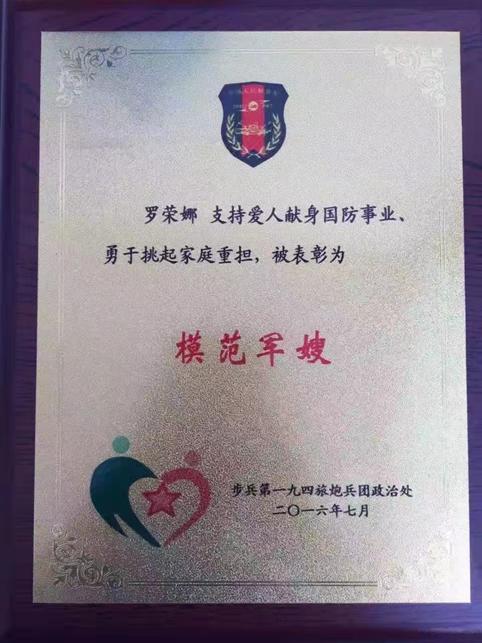 罗荣娜 支持爱人献身国防事业、
勇于挑起家庭重担，被表彰为
模范军嫂
步兵第一九四旅炮兵团政治处
二〇一六年七月